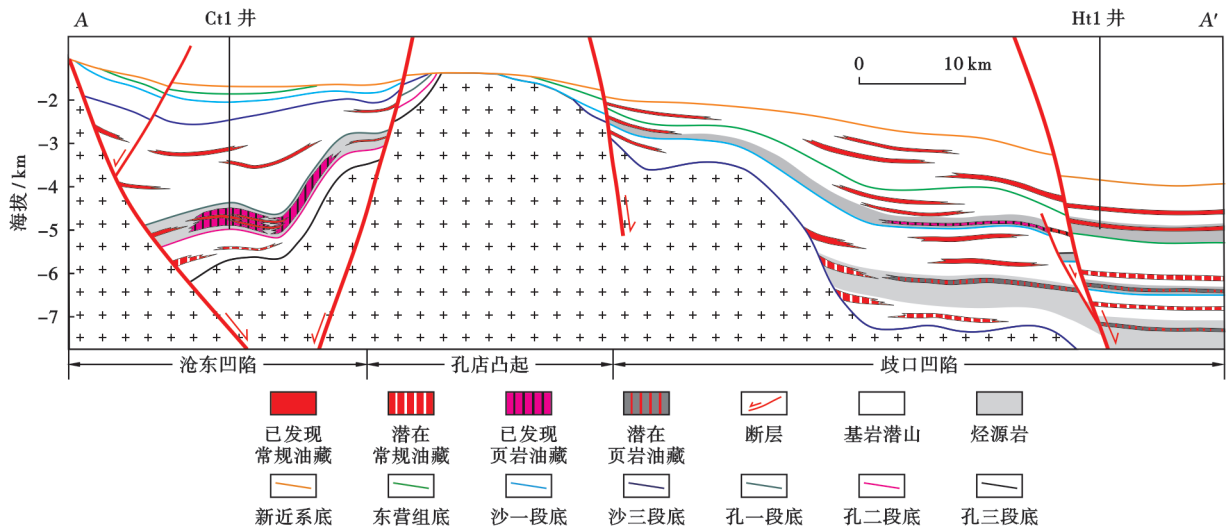 A
Ct1 井
Ht1 井
A′
0
10 km
海拔 / km
−2
−3
−4
−5
−6
−7
沧东凹陷
孔店凸起
歧口凹陷
已发现
常规油藏
潜在
常规油藏
已发现
页岩油藏
潜在
页岩油藏
断层
基岩潜山
烃源岩
新近系底
东营组底
沙一段底
沙三段底
孔一段底
孔二段底
孔三段底